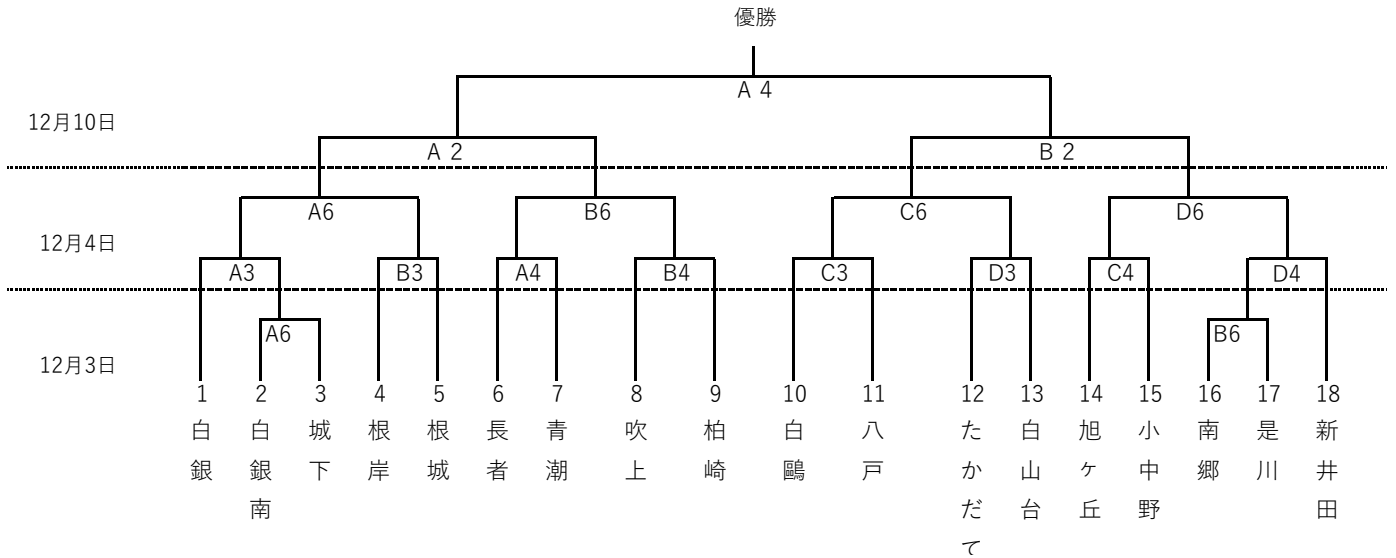 優勝
A 4
12月10日
A 2
B 2
A6
B6
C6
D6
12月4日
A3
B3
A4
B4
C3
D3
C4
D4
A6
B6
12月3日
1 2 3 4 5 6 7 8 9 10 11 12 13 14 15 16 17 18
白銀
白銀南
城下
根岸
根城
長者
青潮
吹上
柏崎
白鷗
八戸
たかだて
白山台
旭ヶ丘
小中野
南郷
是川
新井田